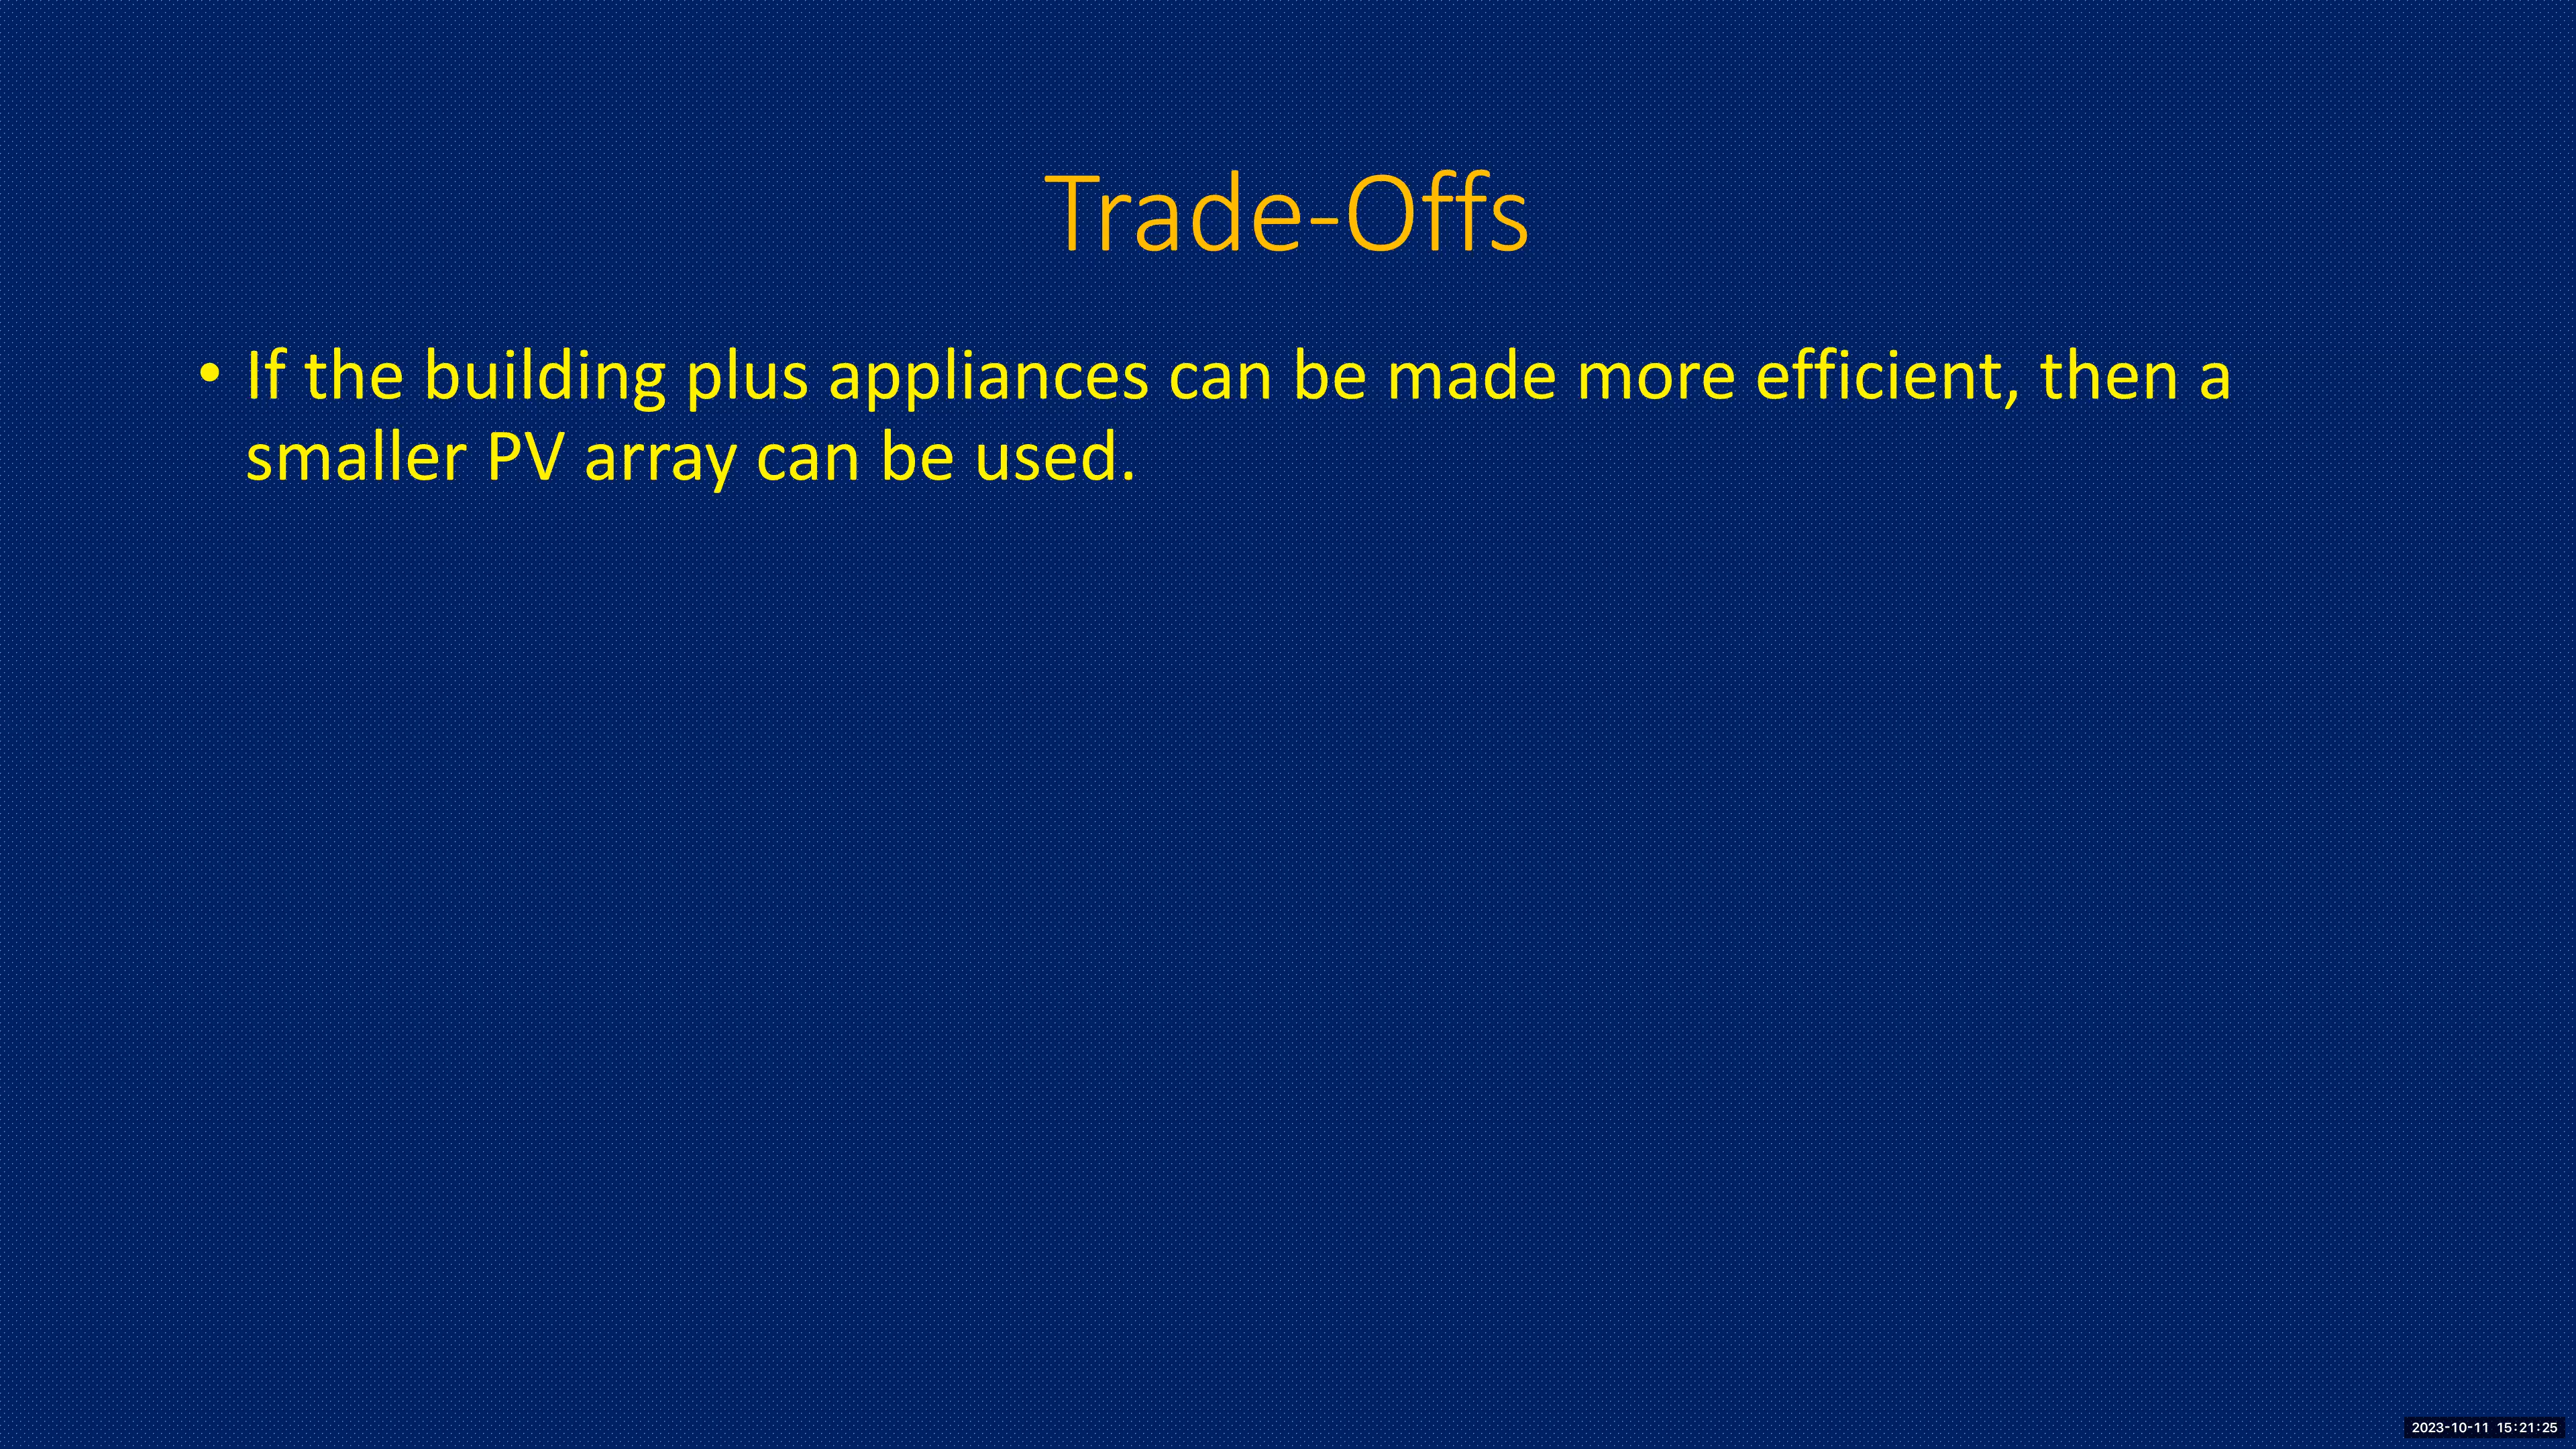 Trade-Offs
• If the building plus appliances can be made more efficient, then a
smaller PV array can be used.
2023-10-11 15:21:25